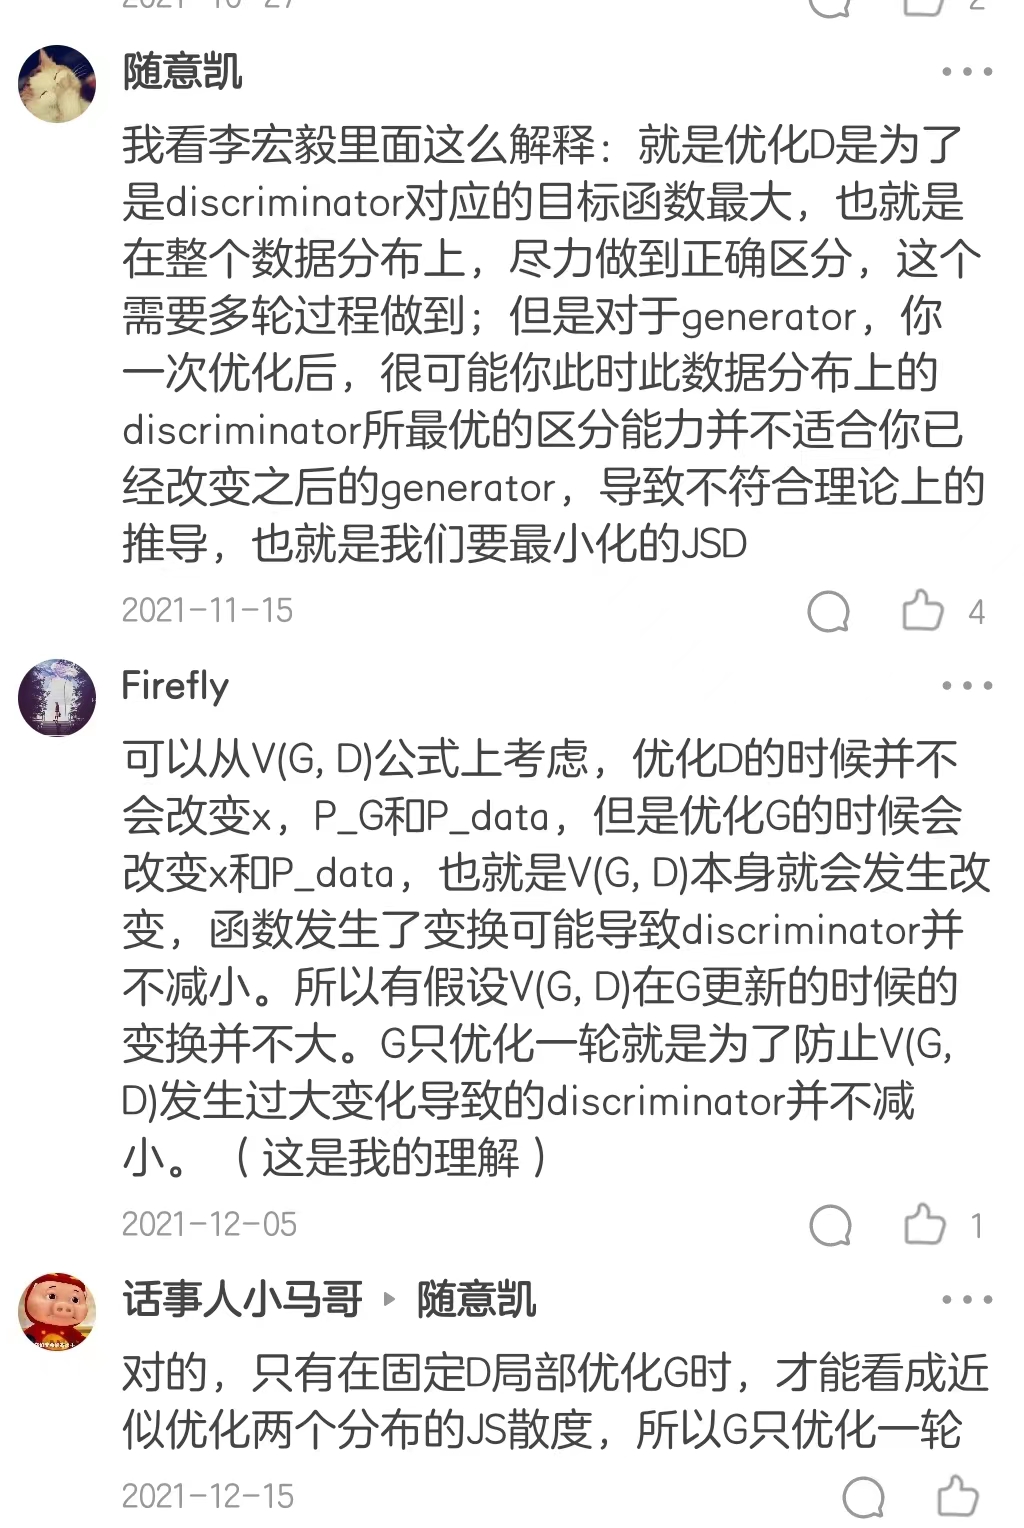 随意凯
我看李宏毅里面这么解释：就是优化D是为了
是discriminator对应的目标函数最大，也就是
在整个数据分布上，尽力做到正确区分，这个
需要多轮过程做到；但是对于generator，你
一次优化后，很可能你此时此数据分布上的
discriminator所最优的区分能力并不适合你已
经改变之后的generator，导致不符合理论上的
推导，也就是我们要最小化的JSD
2021-11-15 4
Firefly
可以从V(G, D)公式上考虑，优化D的时候并不
会改变x，P_G和P_data，但是优化G的时候会
改变x和P_data，也就是V(G, D)本身就会发生改
变，函数发生了变换可能导致discriminator并
不减小。所以有假设V(G, D)在G更新的时候的
变换并不大。G只优化一轮就是为了防止V(G,
D)发生过大变化导致的discriminator并不减
小。（这是我的理解）
2021-12-05 1
话事人小马哥 ▸ 随意凯
对的，只有在固定D局部优化G时，才能看成近
似优化两个分布的JS散度，所以G只优化一轮
2021-12-15